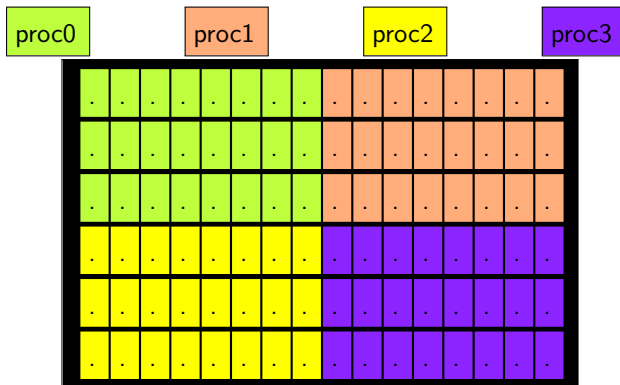 proc0 proc1 proc2 proc3
. . . . . . . . . . . . . . . .
. . . . . . . . . . . . . . . .
. . . . . . . . . . . . . . . .
. . . . . . . . . . . . . . . .
. . . . . . . . . . . . . . . .
. . . . . . . . . . . . . . . .